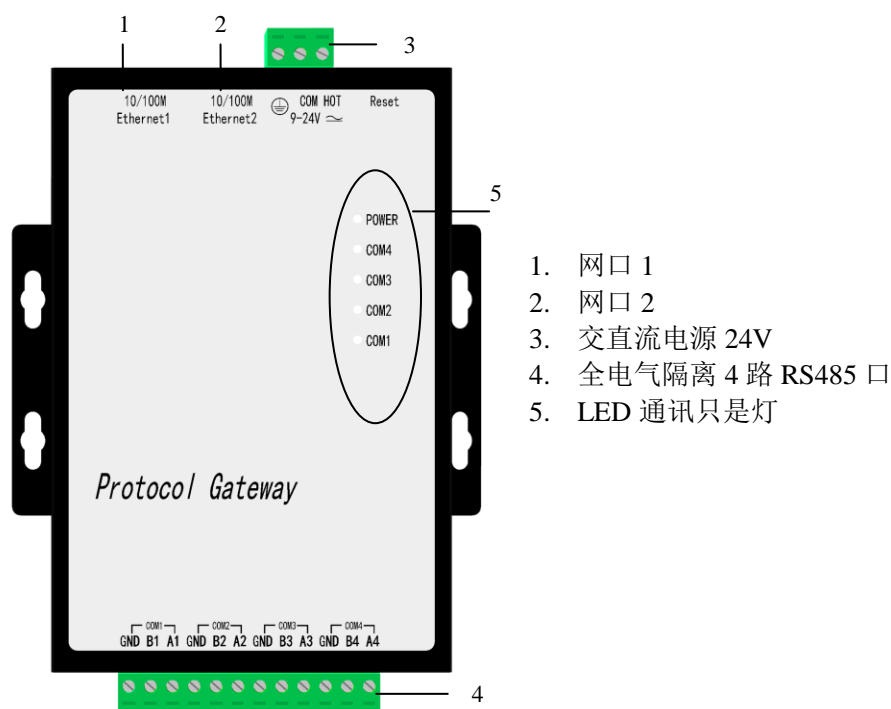 1
2
3
10/100M
Ethernet1
10/100M
Ethernet2
COM HOT
9-24V
Reset
5
POWER
COM4
COM3
COM2
COM1
1. 网口 1
2. 网口 2
3. 交直流电源 24V
4. 全电气隔离 4 路 RS485 口
5. LED 通讯只是灯
Protocol Gateway
COM1 COM2 COM3 COM4
GND B1 A1 GND B2 A2 GND B3 A3 GND B4 A4
4